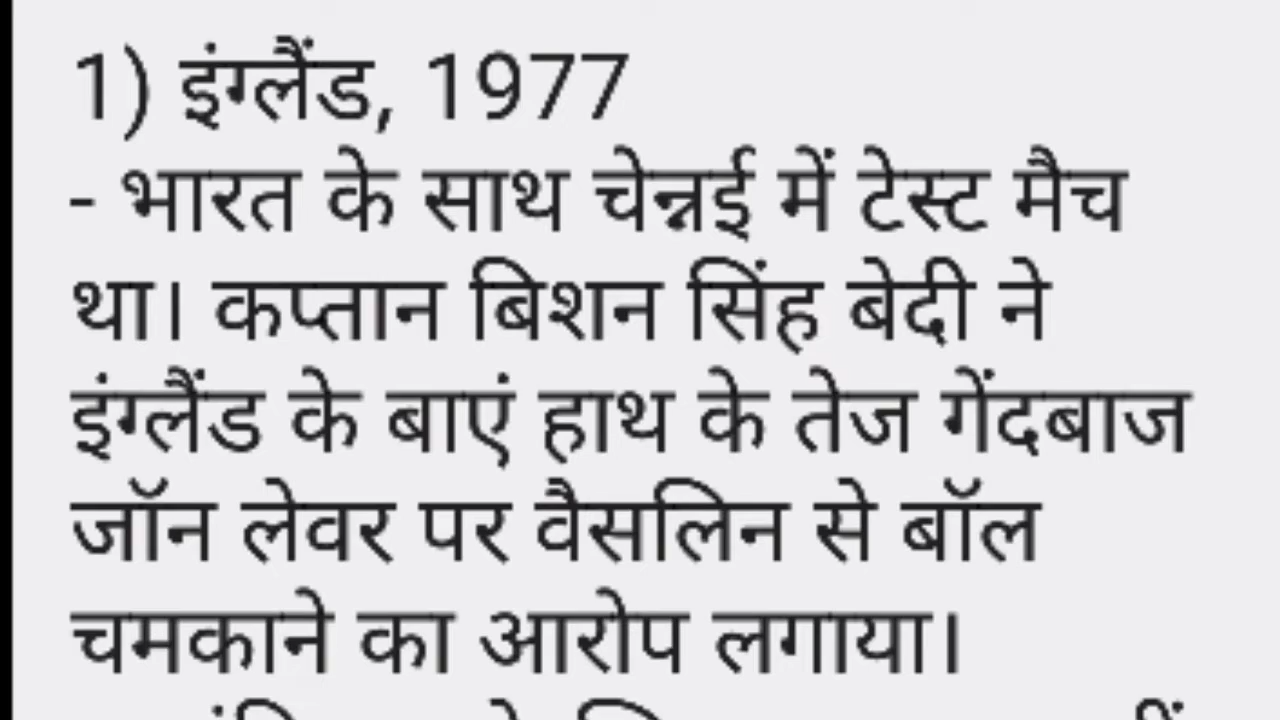 1) इंग्लैंड, 1977
- भारत के साथ चेन्नई में टेस्ट मैच
था। कप्तान बिशन सिंह बेदी ने
इंग्लैंड के बाएं हाथ के तेज गेंदबाज
जॉन लेवर पर वैसलिन से बॉल
चमकाने का आरोप लगाया।